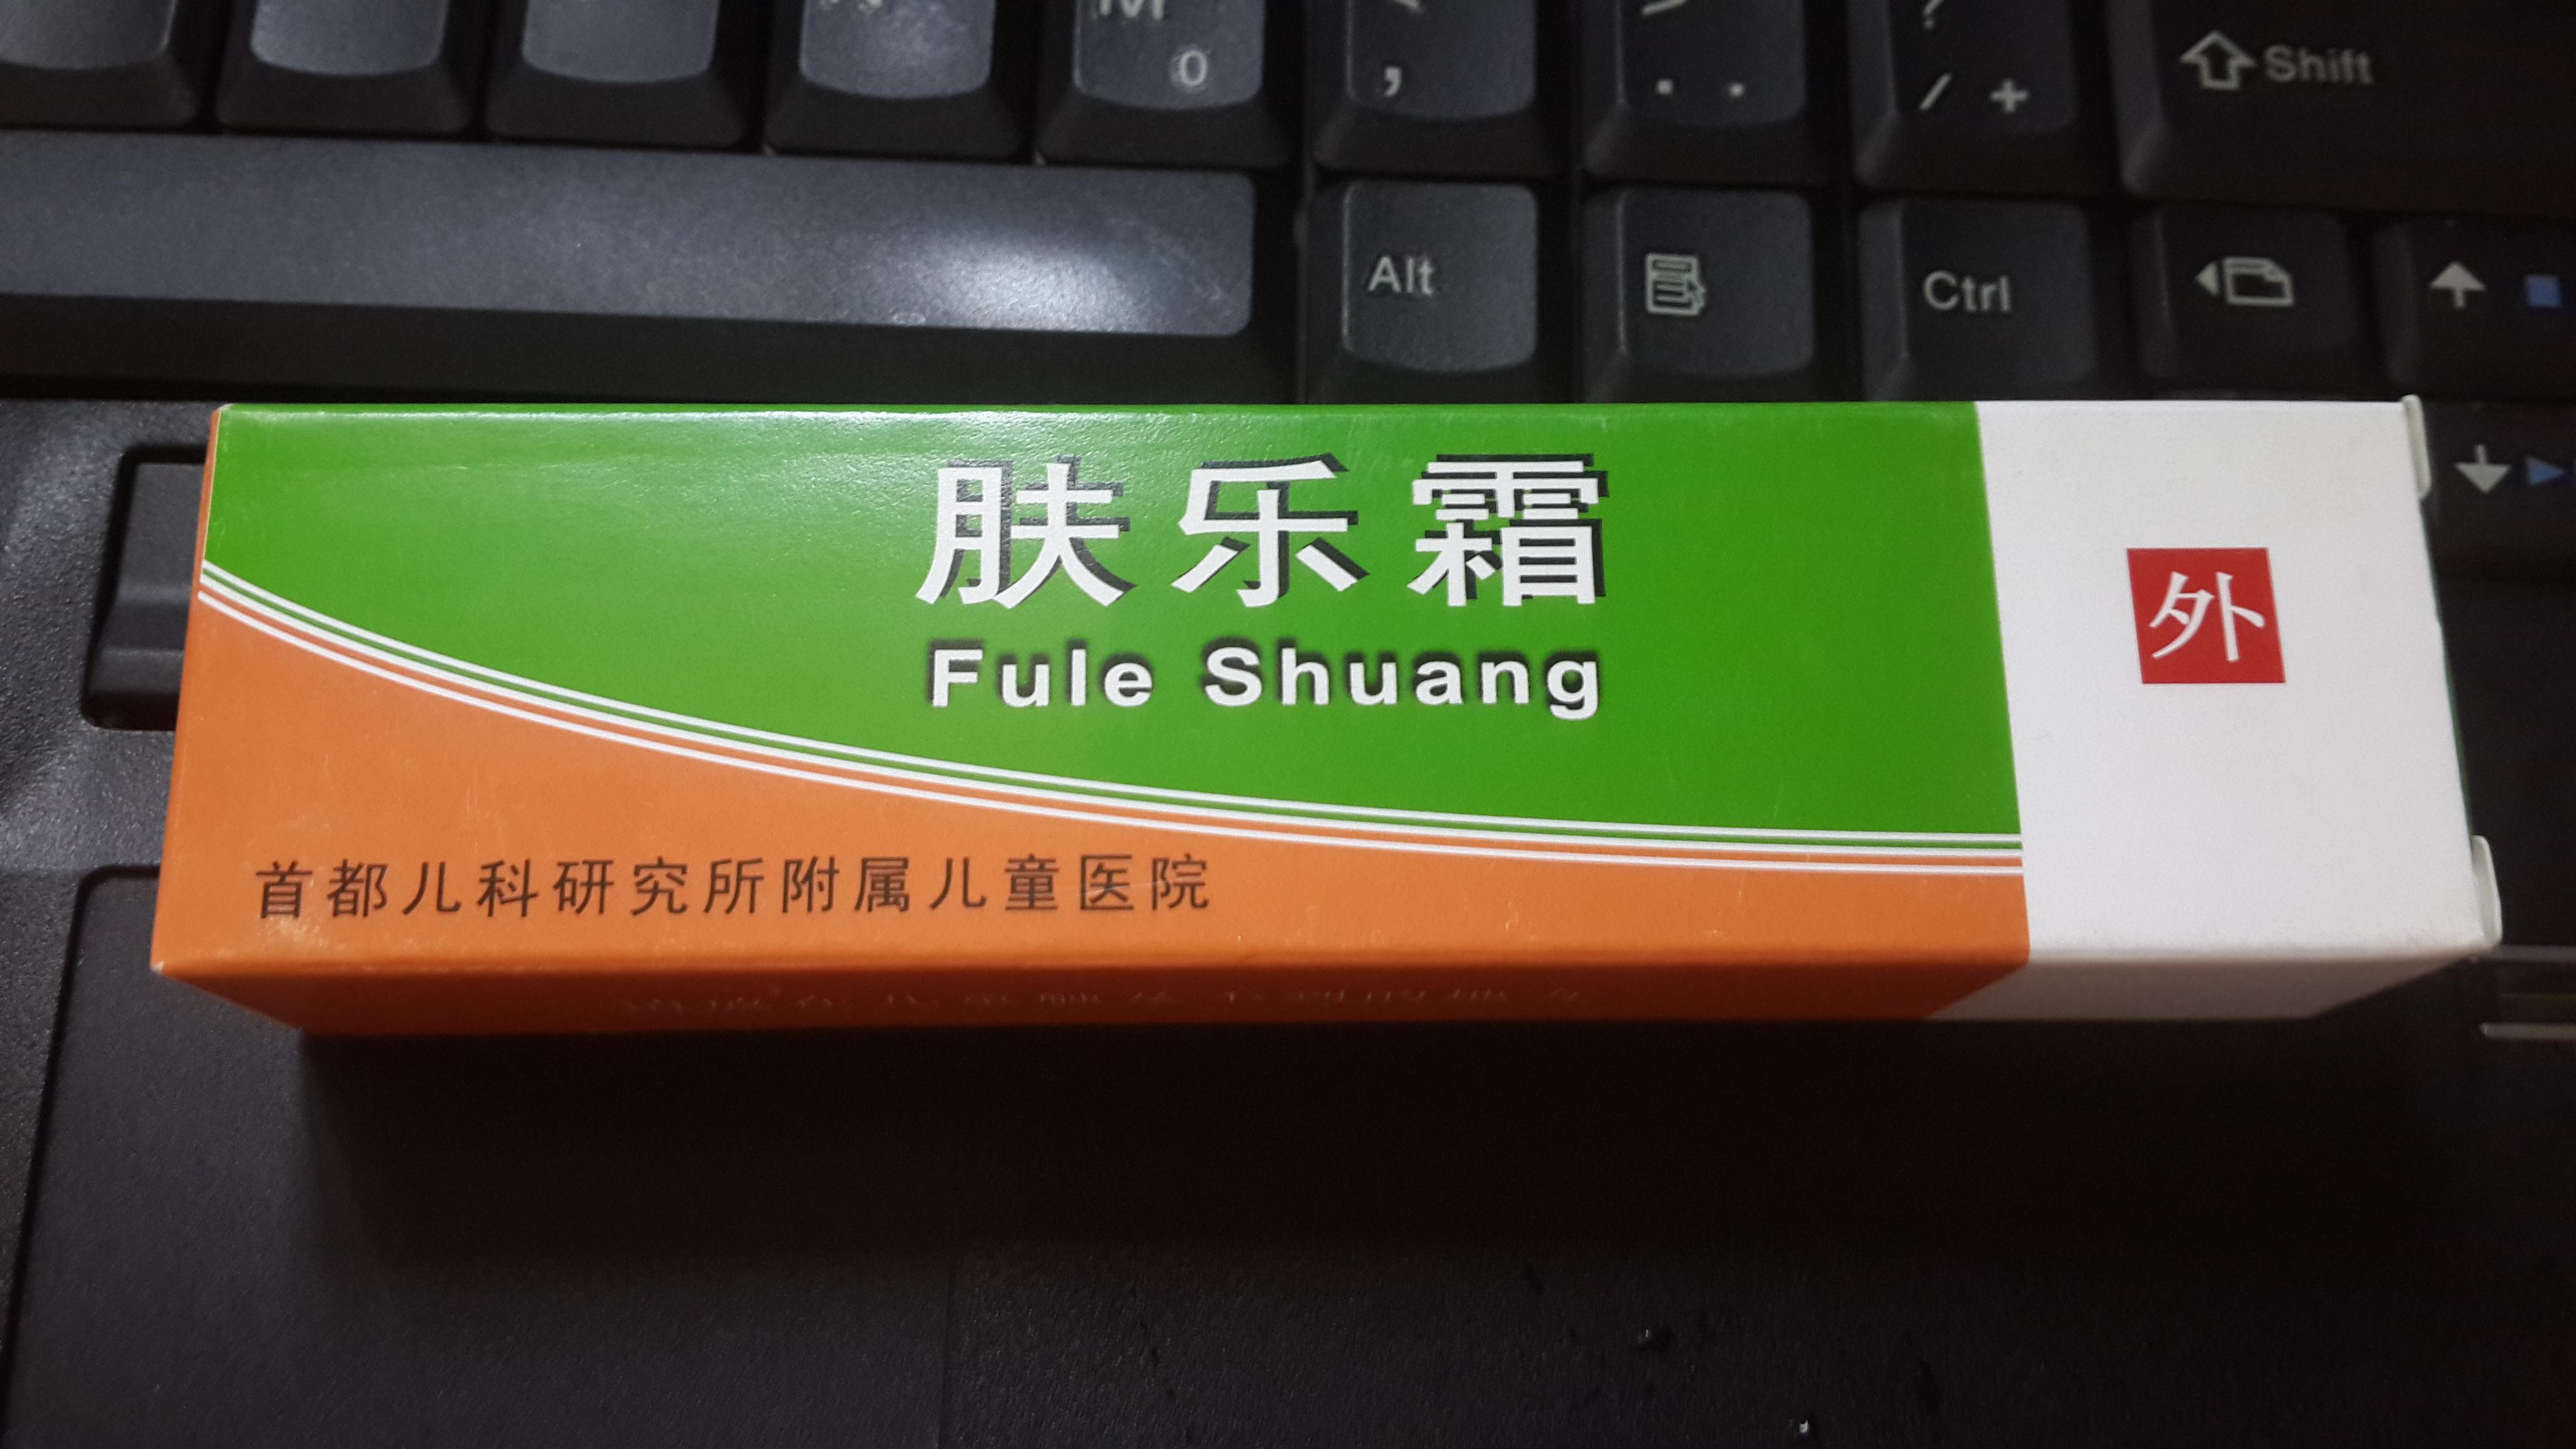 M
0
<
,
>
. .
?
/ +
Shift
Alt
Ctrl
肤乐霜
Fule Shuang
外
首都儿科研究所附属儿童医院